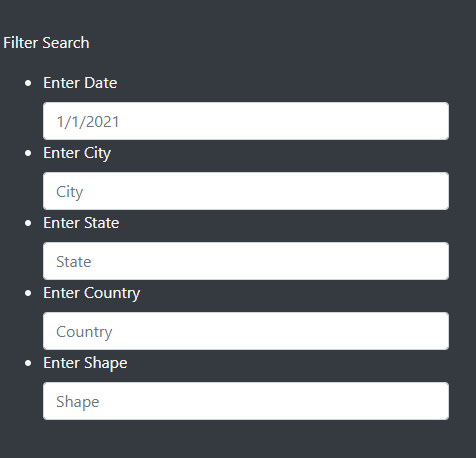 Filter Search
Enter Date
1/1/2021
Enter City
City
Enter State
State
Enter Country
Country
Enter Shape
Shape